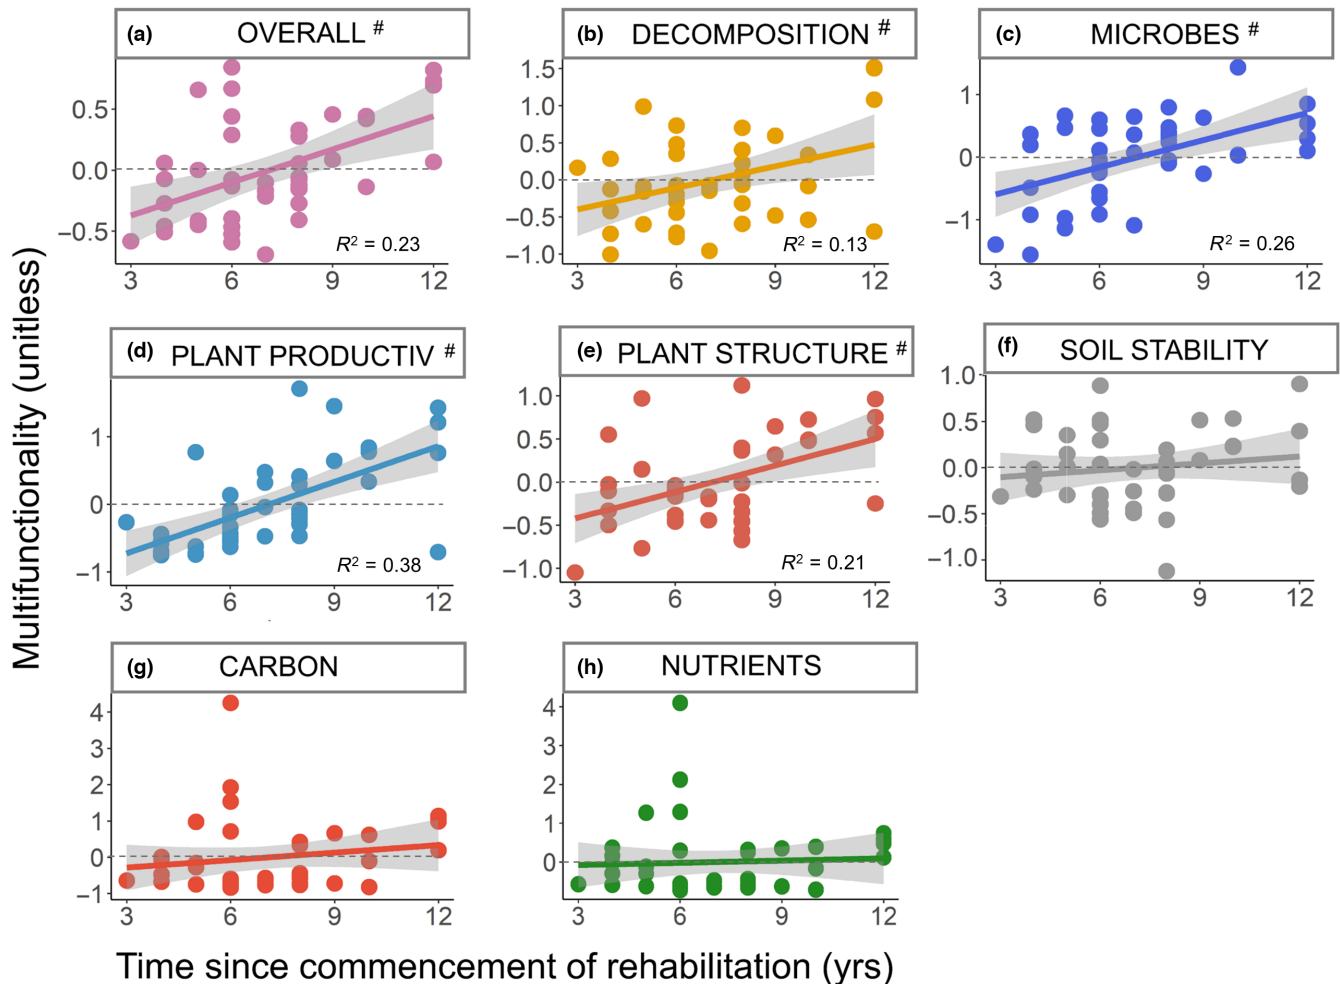 (a) OVERALL #
0.5
0.0
−0.5
R² = 0.23
3 6 9 12
(b) DECOMPOSITION #
1.5
1.0
0.5
0.0
−0.5
−1.0
R² = 0.13
3 6 9 12
(c) MICROBES #
1
0
−1
R² = 0.26
3 6 9 12
Multifunctionality (unitless)
(d) PLANT PRODUCTIV #
1
0
−1
R² = 0.38
3 6 9 12
(e) PLANT STRUCTURE #
1.0
0.5
0.0
−0.5
−1.0
R² = 0.21
3 6 9 12
(f) SOIL STABILITY
1.0
0.5
0.0
−0.5
−1.0
3 6 9 12
(g) CARBON
4
3
2
1
0
−1
3 6 9 12
(h) NUTRIENTS
4
3
2
1
0
3 6 9 12
Time since commencement of rehabilitation (yrs)